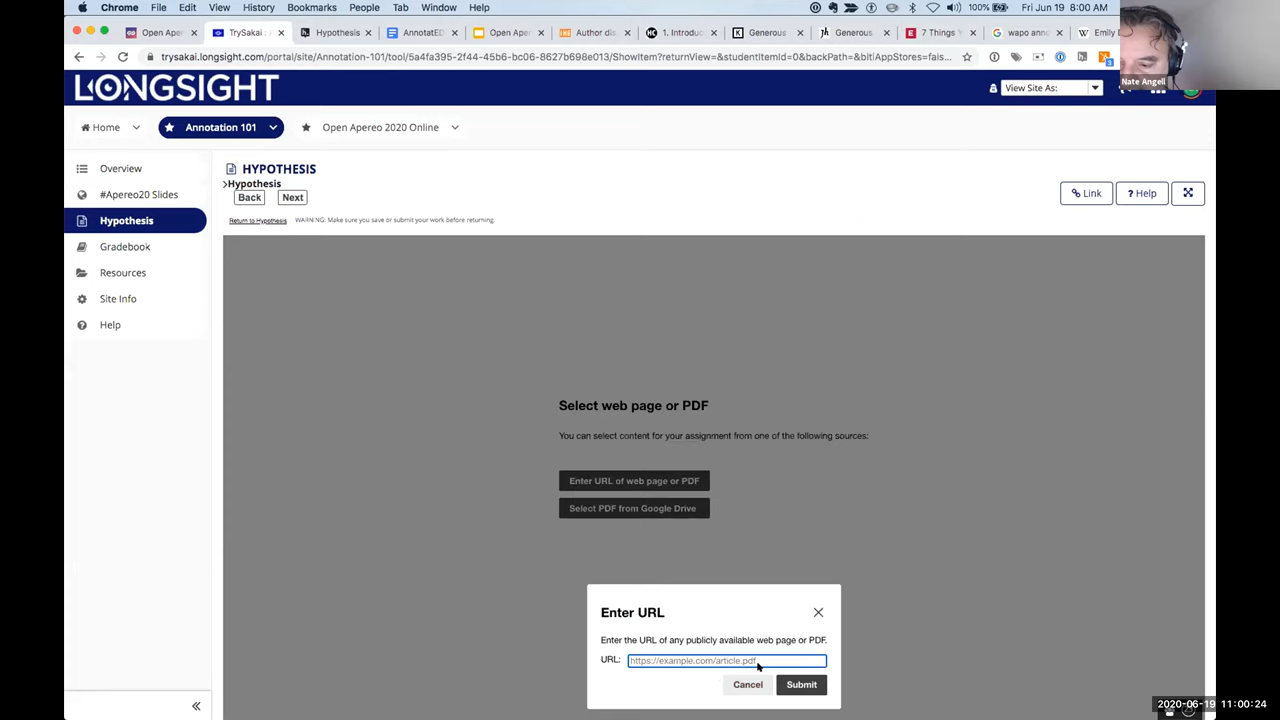 Chrome File Edit View History Bookmarks People Tab Window Help
100% Fri Jun 19 8:00 AM
Open Aper
TrySakai :
Hypothesis
AnnotatED
Open Aper
Author dis
1. Introduc
Generous
Generous
7 Things Y
wapo anno
Emily D
trysakai.longsight.com/portal/site/Annotation-101/tool/5a4fa395-2f44-45b6-bc06-8627b698e013/ShowItem?returnView=&studentItemId=0&backPath=&bltiAppStores=fals...
Nate Angell
LONGSIGHT
View Site As:
Home
Annotation 101
Open Apereo 2020 Online
Overview
#Apereo20 Slides
Hypothesis
Gradebook
Resources
Site Info
Help
HYPOTHESIS
Hypothesis
Back Next
Link
? Help
Return to Hypothesis WARNING: Make sure you save or submit your work before returning.
Select web page or PDF
You can select content for your assignment from one of the following sources:
Enter URL of web page or PDF
Select PDF from Google Drive
Enter URL
Enter the URL of any publicly available web page or PDF.
URL: https://example.com/article.pdf
Cancel Submit
2020-06-19 11:00:24